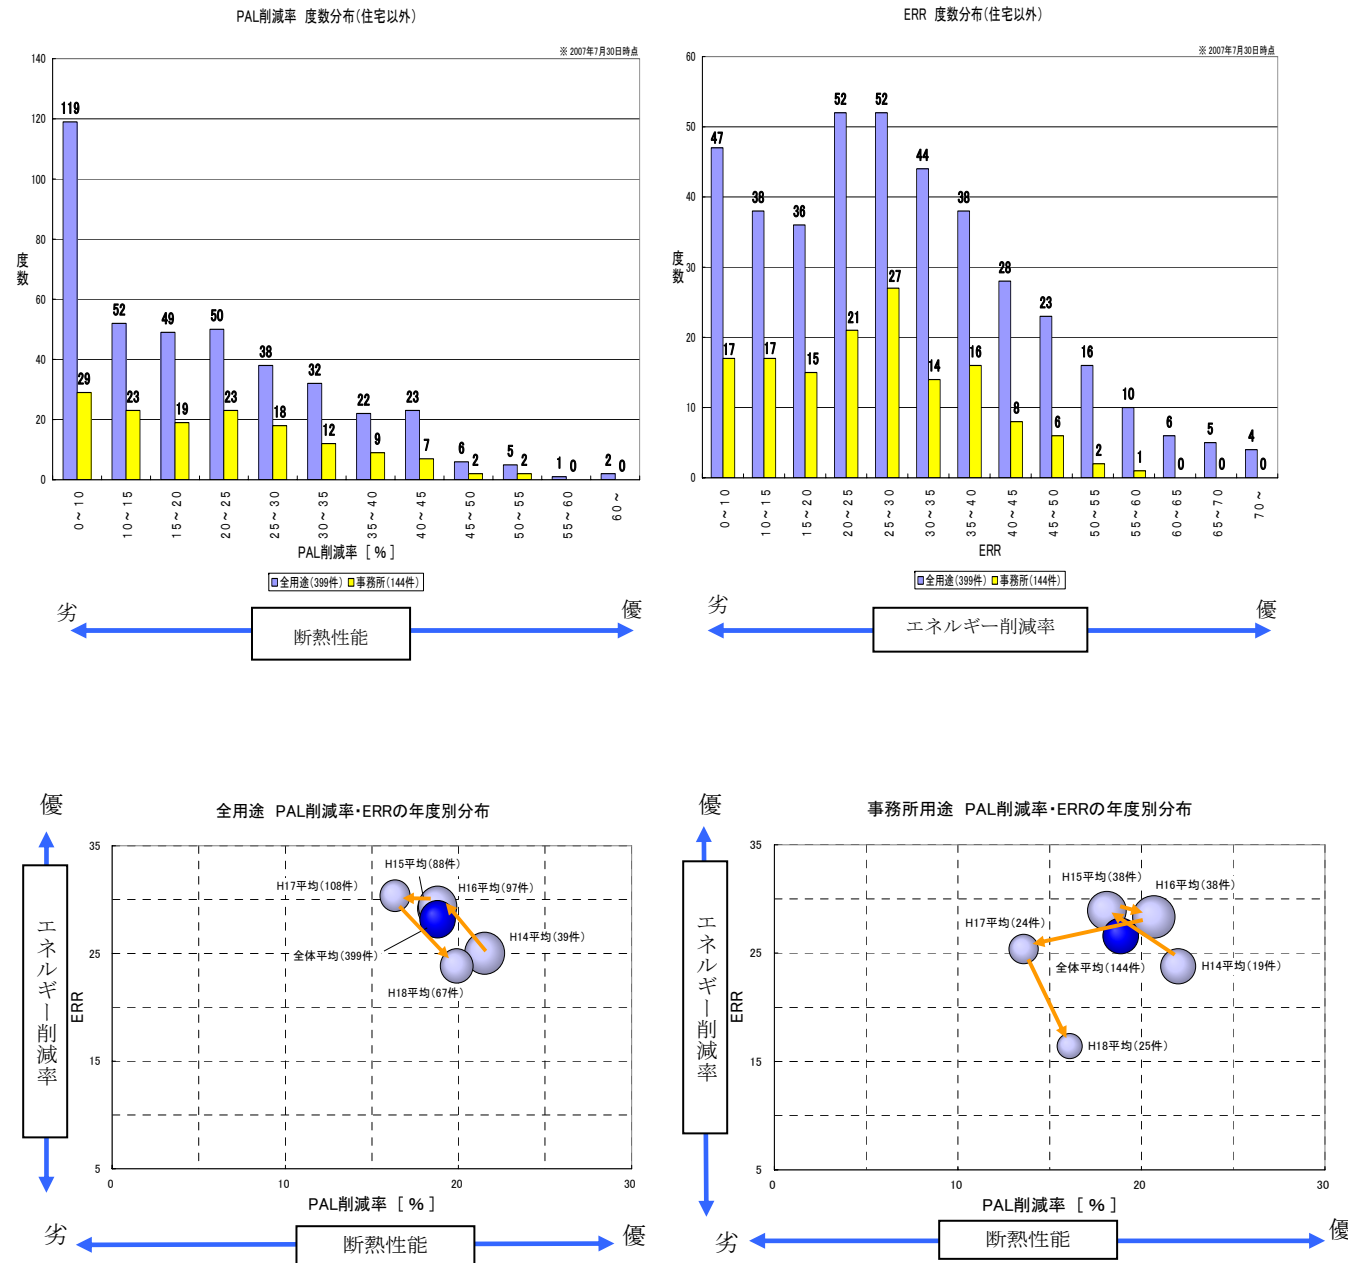 PAL削減率 度数分布(住宅以外)
※ 2007年7月30日時点
140
120
100
80
60
40
20
0
度数
119
29
52
23
49
19
50
23
38
18
32
12
22
9
23
7
6
2
5
2
1
0
2
0
0~10
10~15
15~20
20~25
25~30
30~35
35~40
40~45
45~50
50~55
55~60
60~
PAL削減率 [%]
全用途(399件) 事務所(144件)
劣
断熱性能
優
ERR 度数分布(住宅以外)
※ 2007年7月30日時点
60
50
40
30
20
10
0
度数
47
17
38
17
36
15
52
21
52
27
44
14
38
16
28
8
23
6
16
2
10
1
6
0
5
0
4
0
0~10
10~15
15~20
20~25
25~30
30~35
35~40
40~45
45~50
50~55
55~60
60~65
65~70
70~
ERR
全用途(399件) 事務所(144件)
劣
エネルギー削減率
優
優
エネルギー削減率
全用途 PAL削減率・ERRの年度別分布
35
25
15
5
ERR
H15平均(88件)
H17平均(108件)
H16平均(97件)
H14平均(39件)
全体平均(399件)
H18平均(67件)
0
10
20
30
PAL削減率 [%]
劣
断熱性能
優
優
エネルギー削減率
事務所用途 PAL削減率・ERRの年度別分布
35
25
15
5
ERR
H15平均(38件)
H16平均(38件)
H17平均(24件)
全体平均(144件)
H14平均(19件)
H18平均(25件)
0
10
20
30
PAL削減率 [%]
劣
断熱性能
優